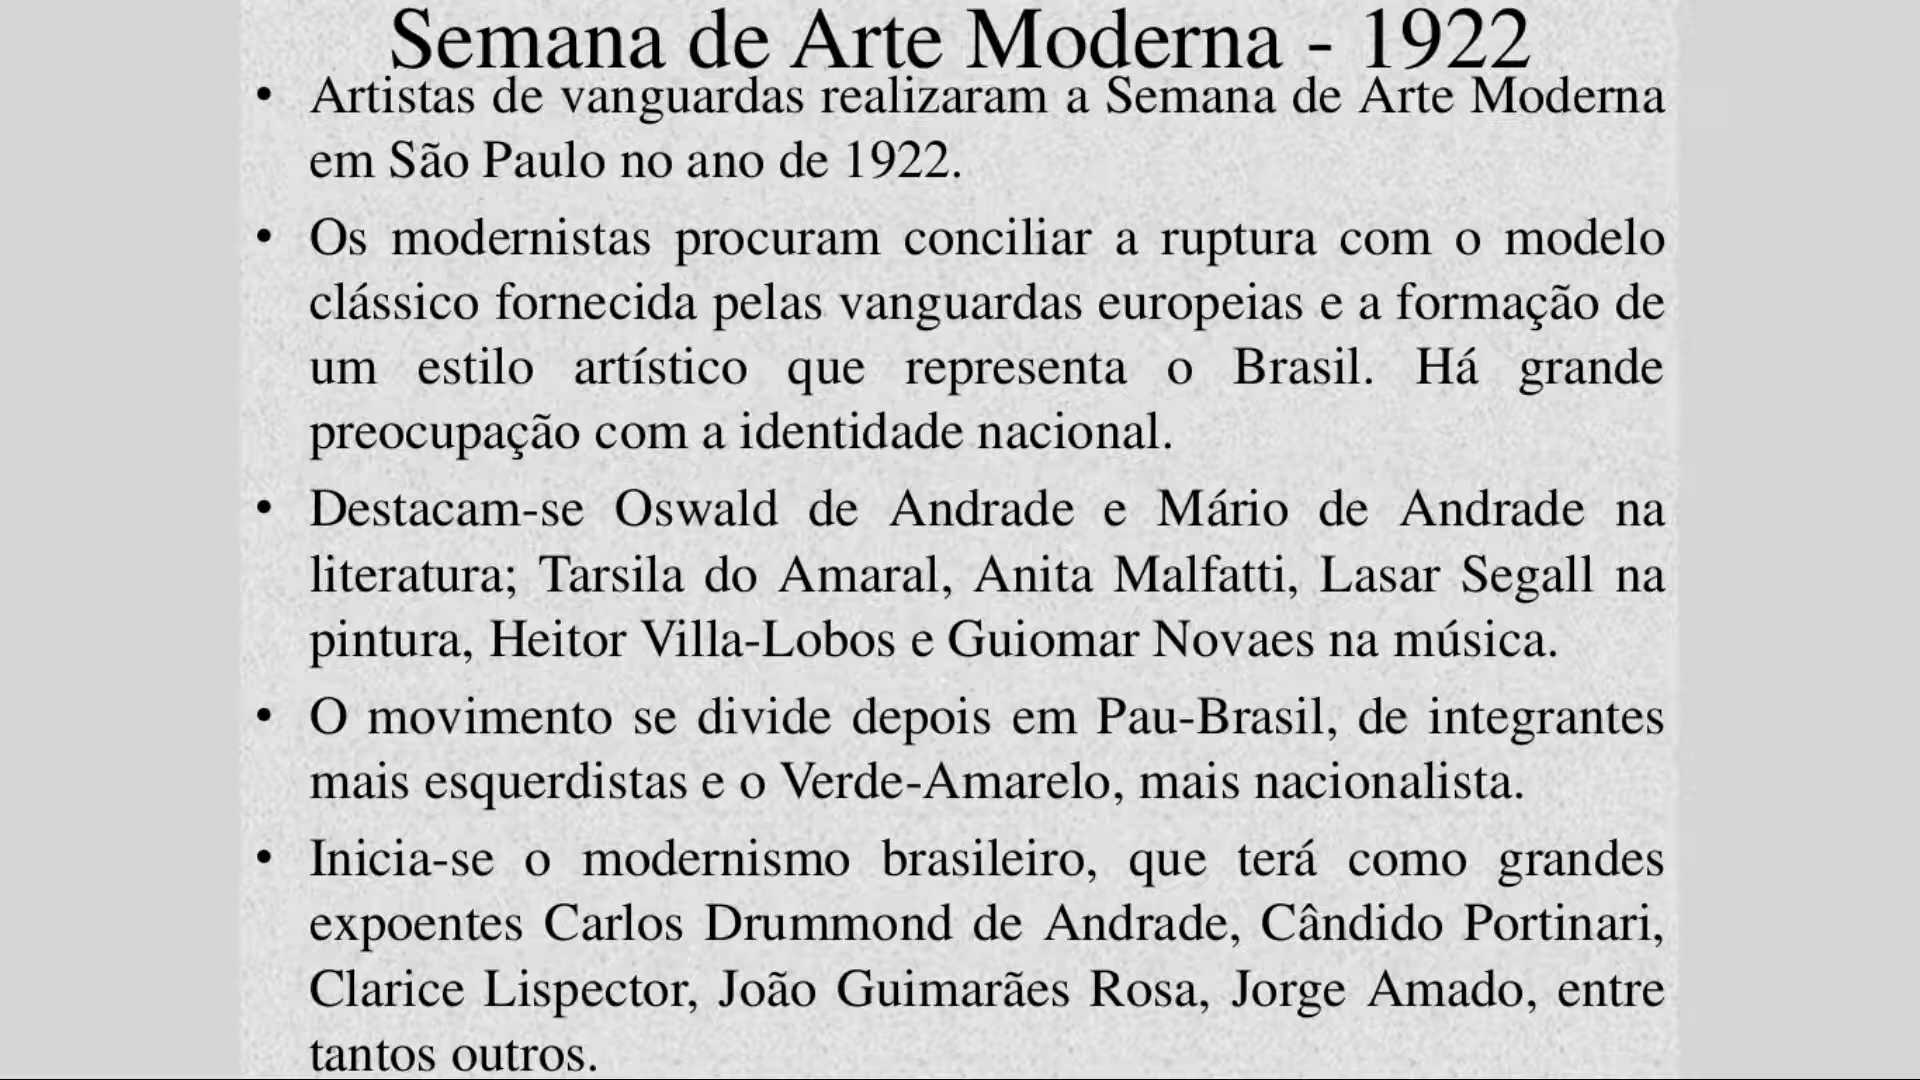 Semana de Arte Moderna - 1922
• Artistas de vanguardas realizaram a Semana de Arte Moderna
em São Paulo no ano de 1922.
• Os modernistas procuram conciliar a ruptura com o modelo
clássico fornecida pelas vanguardas europeias e a formação de
um estilo artístico que representa o Brasil. Há grande
preocupação com a identidade nacional.
• Destacam-se Oswald de Andrade e Mário de Andrade na
literatura; Tarsila do Amaral, Anita Malfatti, Lasar Segall na
pintura, Heitor Villa-Lobos e Guiomar Novaes na música.
• O movimento se divide depois em Pau-Brasil, de integrantes
mais esquerdistas e o Verde-Amarelo, mais nacionalista.
• Inicia-se o modernismo brasileiro, que terá como grandes
expoentes Carlos Drummond de Andrade, Cândido Portinari,
Clarice Lispector, João Guimarães Rosa, Jorge Amado, entre
tantos outros.